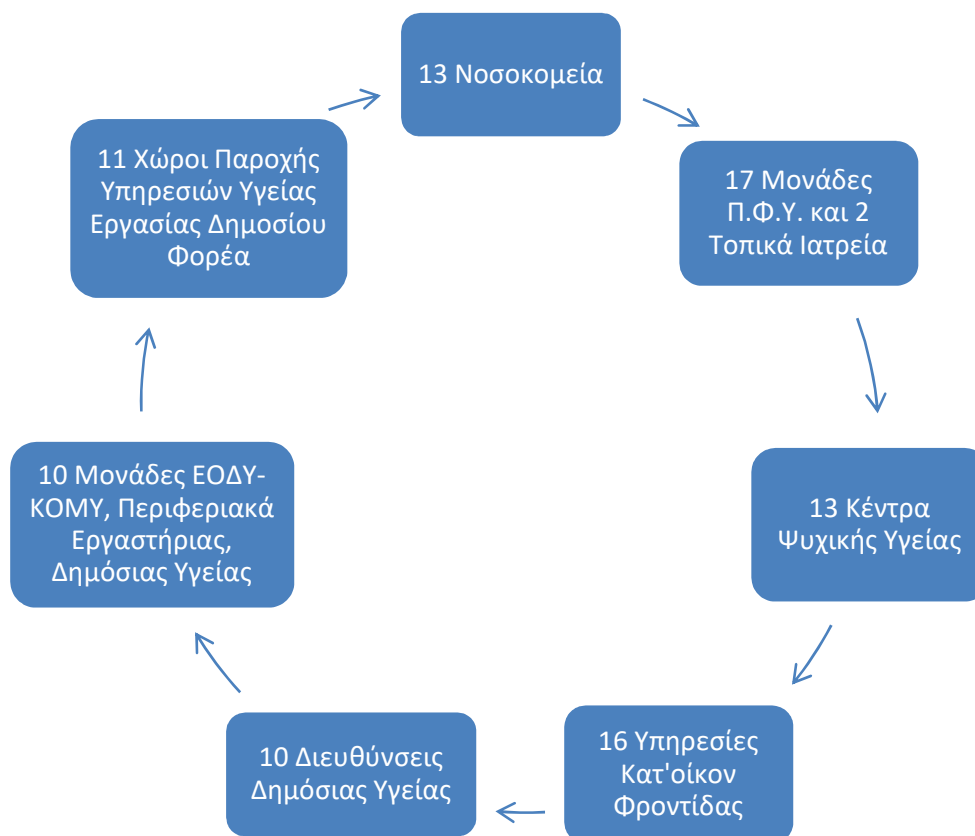 13 Νοσοκομεία
17 Μονάδες
Π.Φ.Υ. και 2
Τοπικά Ιατρεία
13 Κέντρα
Ψυχικής Υγείας
16 Υπηρεσίες
Κατ'οίκον
Φροντίδας
10 Διευθύνσεις
Δημόσιας Υγείας
10 Μονάδες ΕΟΔΥ-
ΚΟΜΥ, Περιφεριακά
Εργαστήριας,
Δημόσιας Υγείας
11 Χώροι Παροχής
Υπηρεσιών Υγείας
Εργασίας Δημοσίου
Φορέα